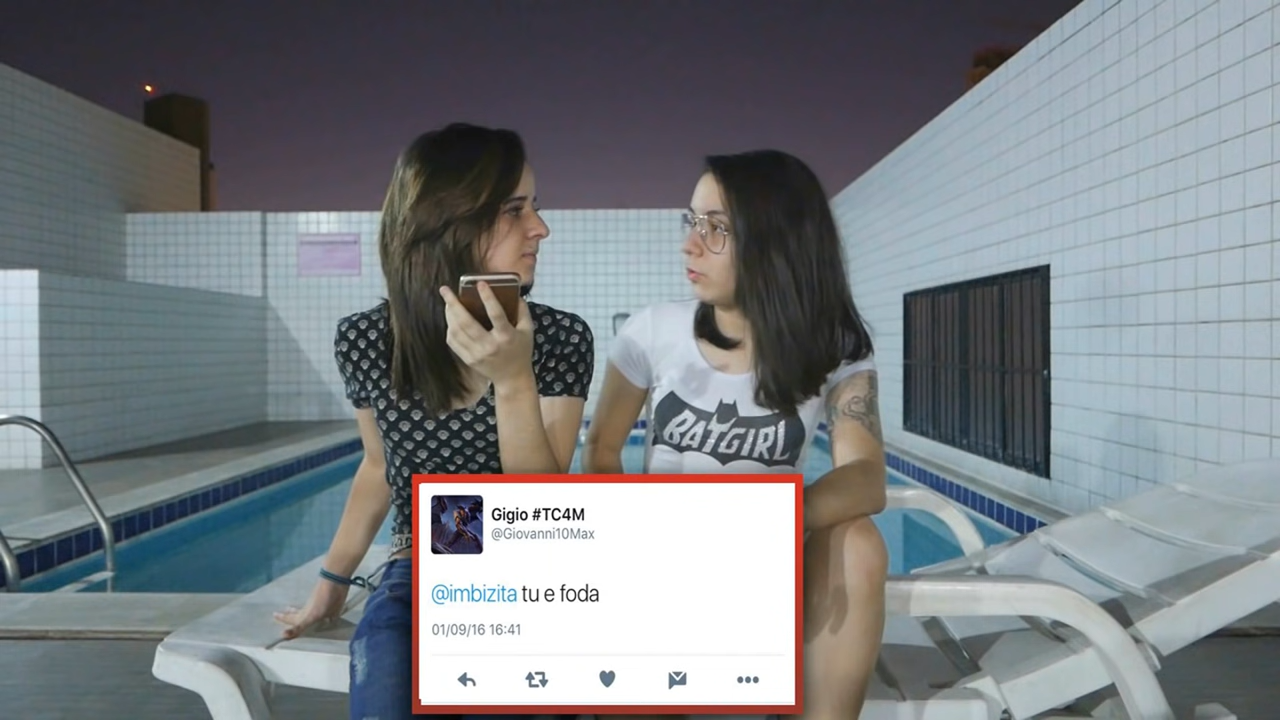 BATGIRL
Gigio #TC4M
@Giovanni10Max
@imbizita tu e foda
01/09/16 16:41